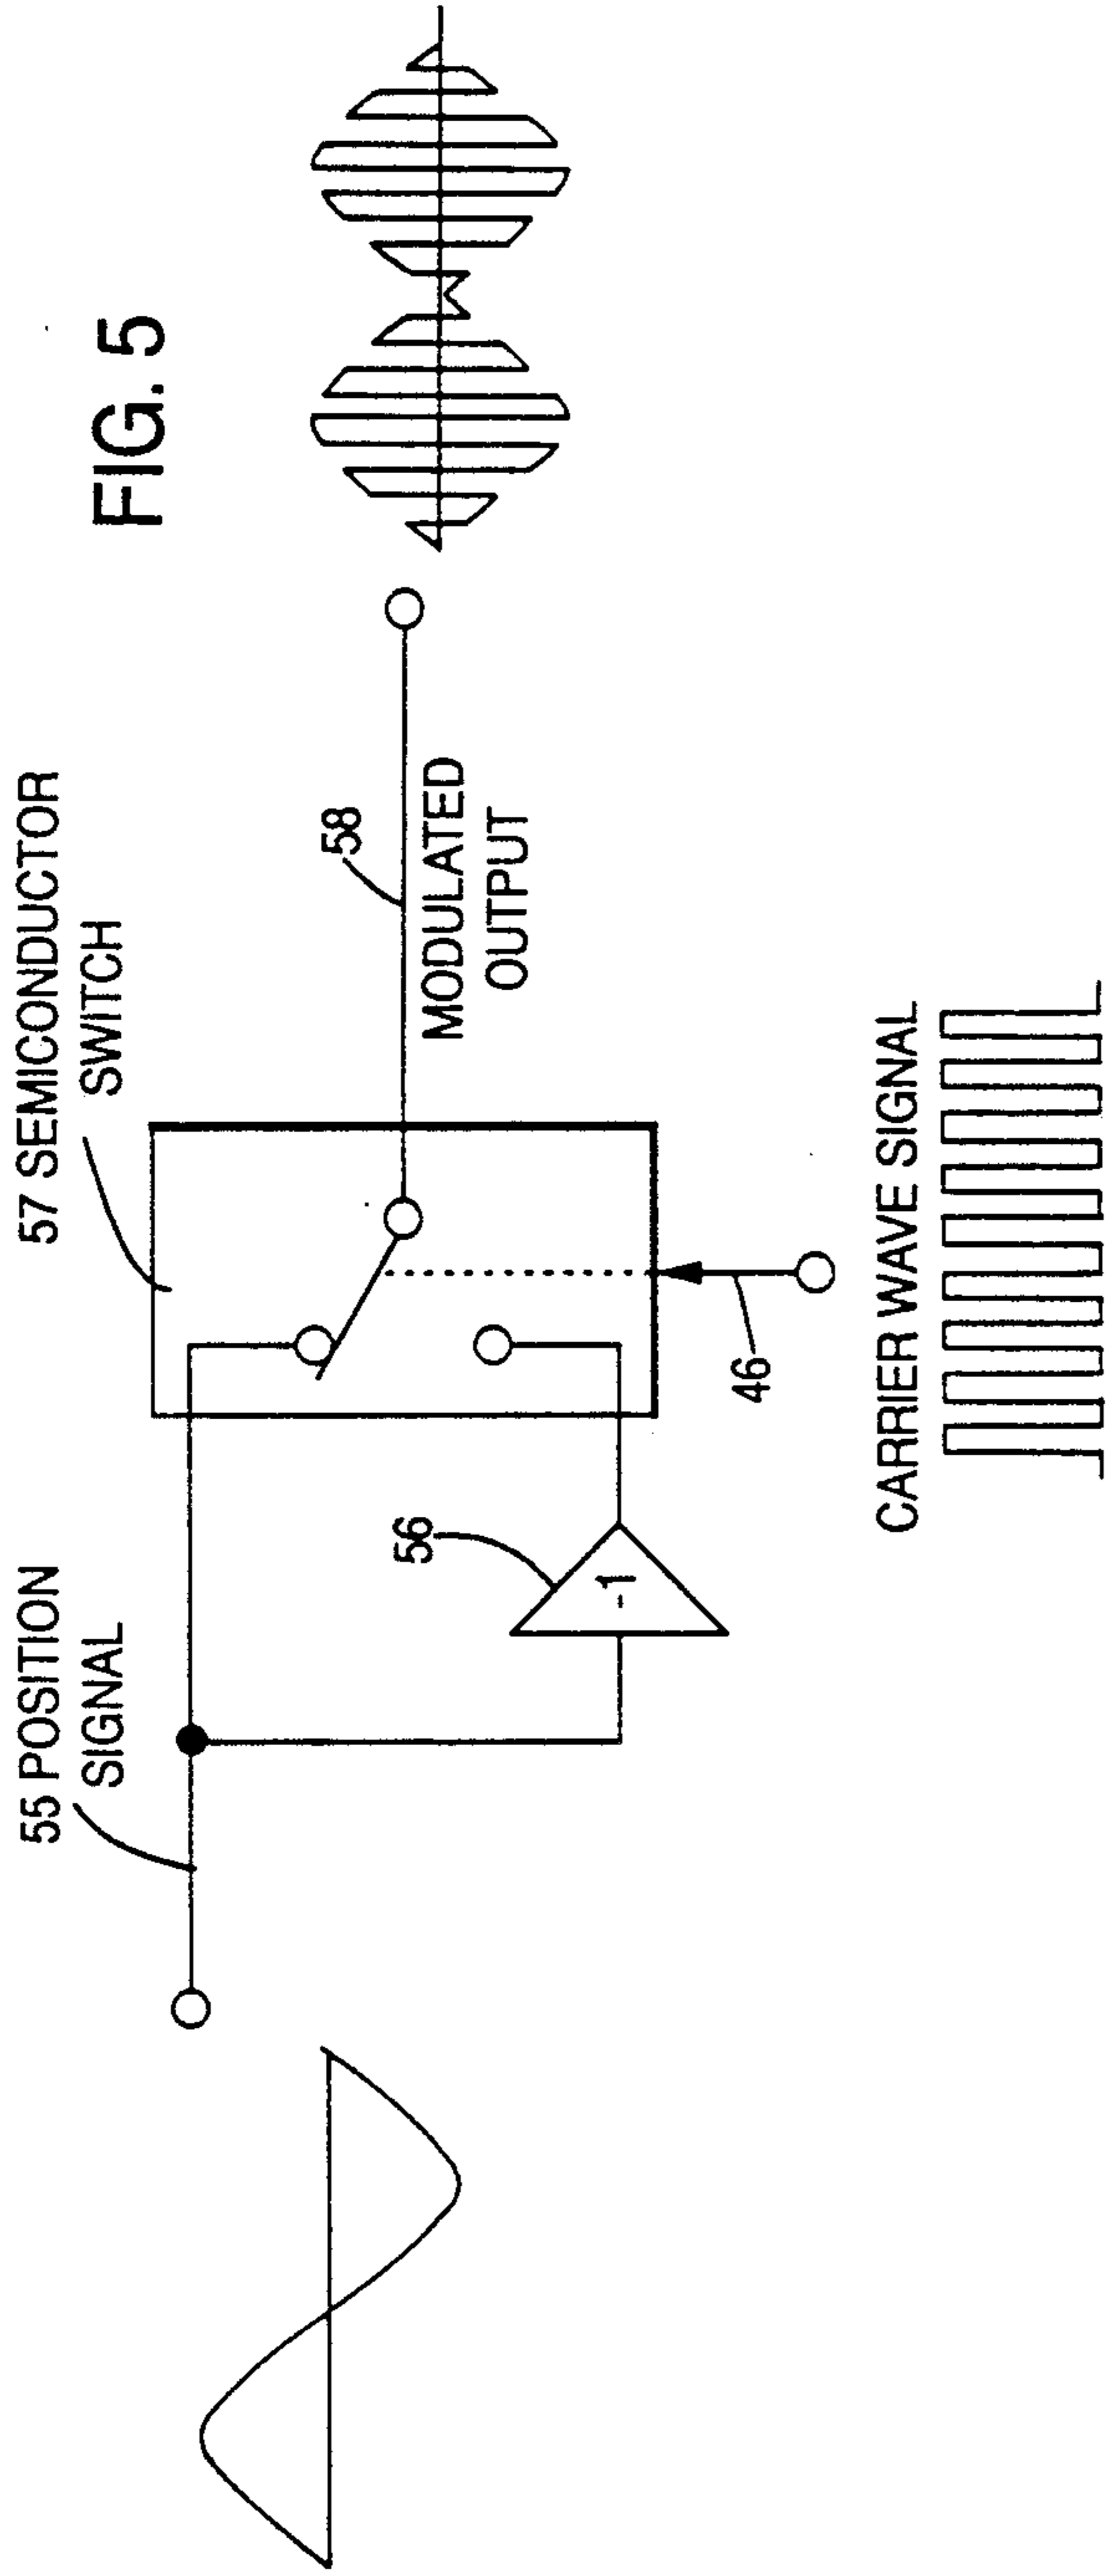 FIG. 5
55 POSITION
SIGNAL
57 SEMICONDUCTOR
SWITCH
58
MODULATED
OUTPUT
56
-1
46
CARRIER WAVE SIGNAL